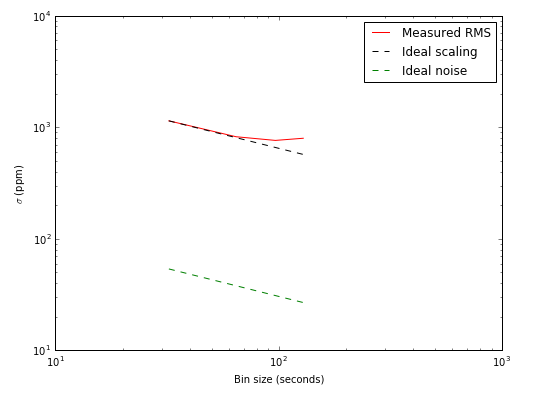 10^4
10^3
10^2
10^1
σ (ppm)
Measured RMS
Ideal scaling
Ideal noise
10^1
10^2
10^3
Bin size (seconds)